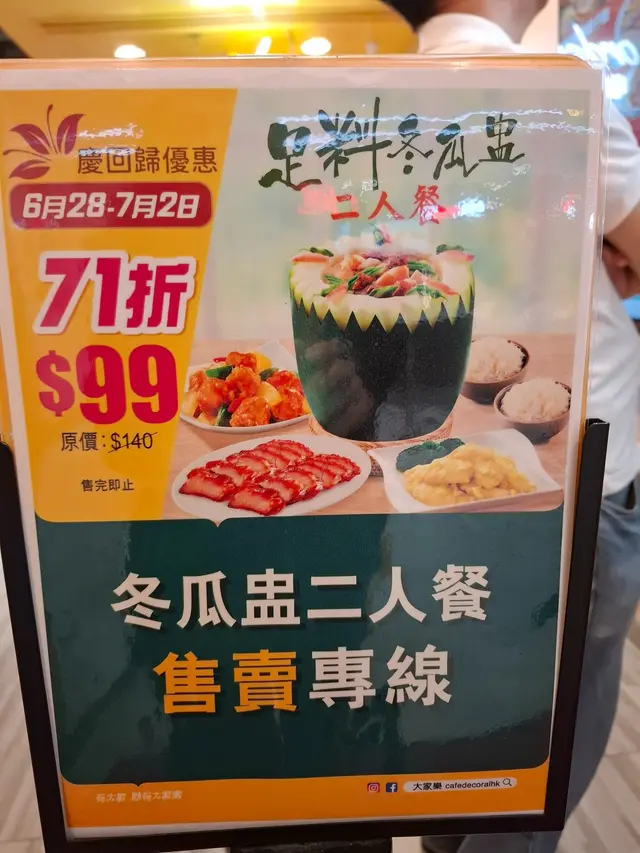 慶回歸優惠
6月28-7月2日
71折
$99
原價:$140
售完即止
足料冬瓜盅
二人餐
冬瓜盅二人餐
售賣專線
大家樂 cafedecoralhk